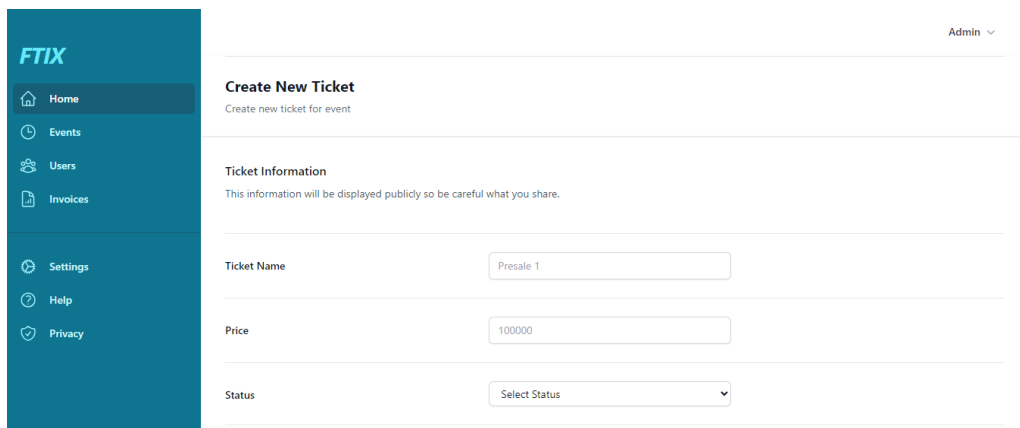 FTIX
Home
Events
Users
Invoices
Settings
Help
Privacy
Admin
Create New Ticket
Create new ticket for event
Ticket Information
This information will be displayed publicly so be careful what you share.
Ticket Name
Presale 1
Price
100000
Status
Select Status